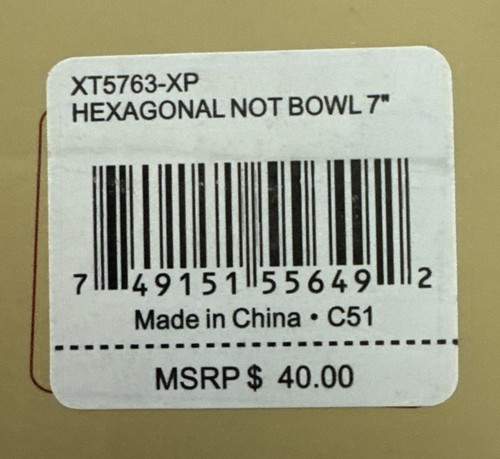 XT5763-XP
HEXAGONAL NOT BOWL 7"
7 49151 55649 2
Made in China • C51
MSRP $ 40.00